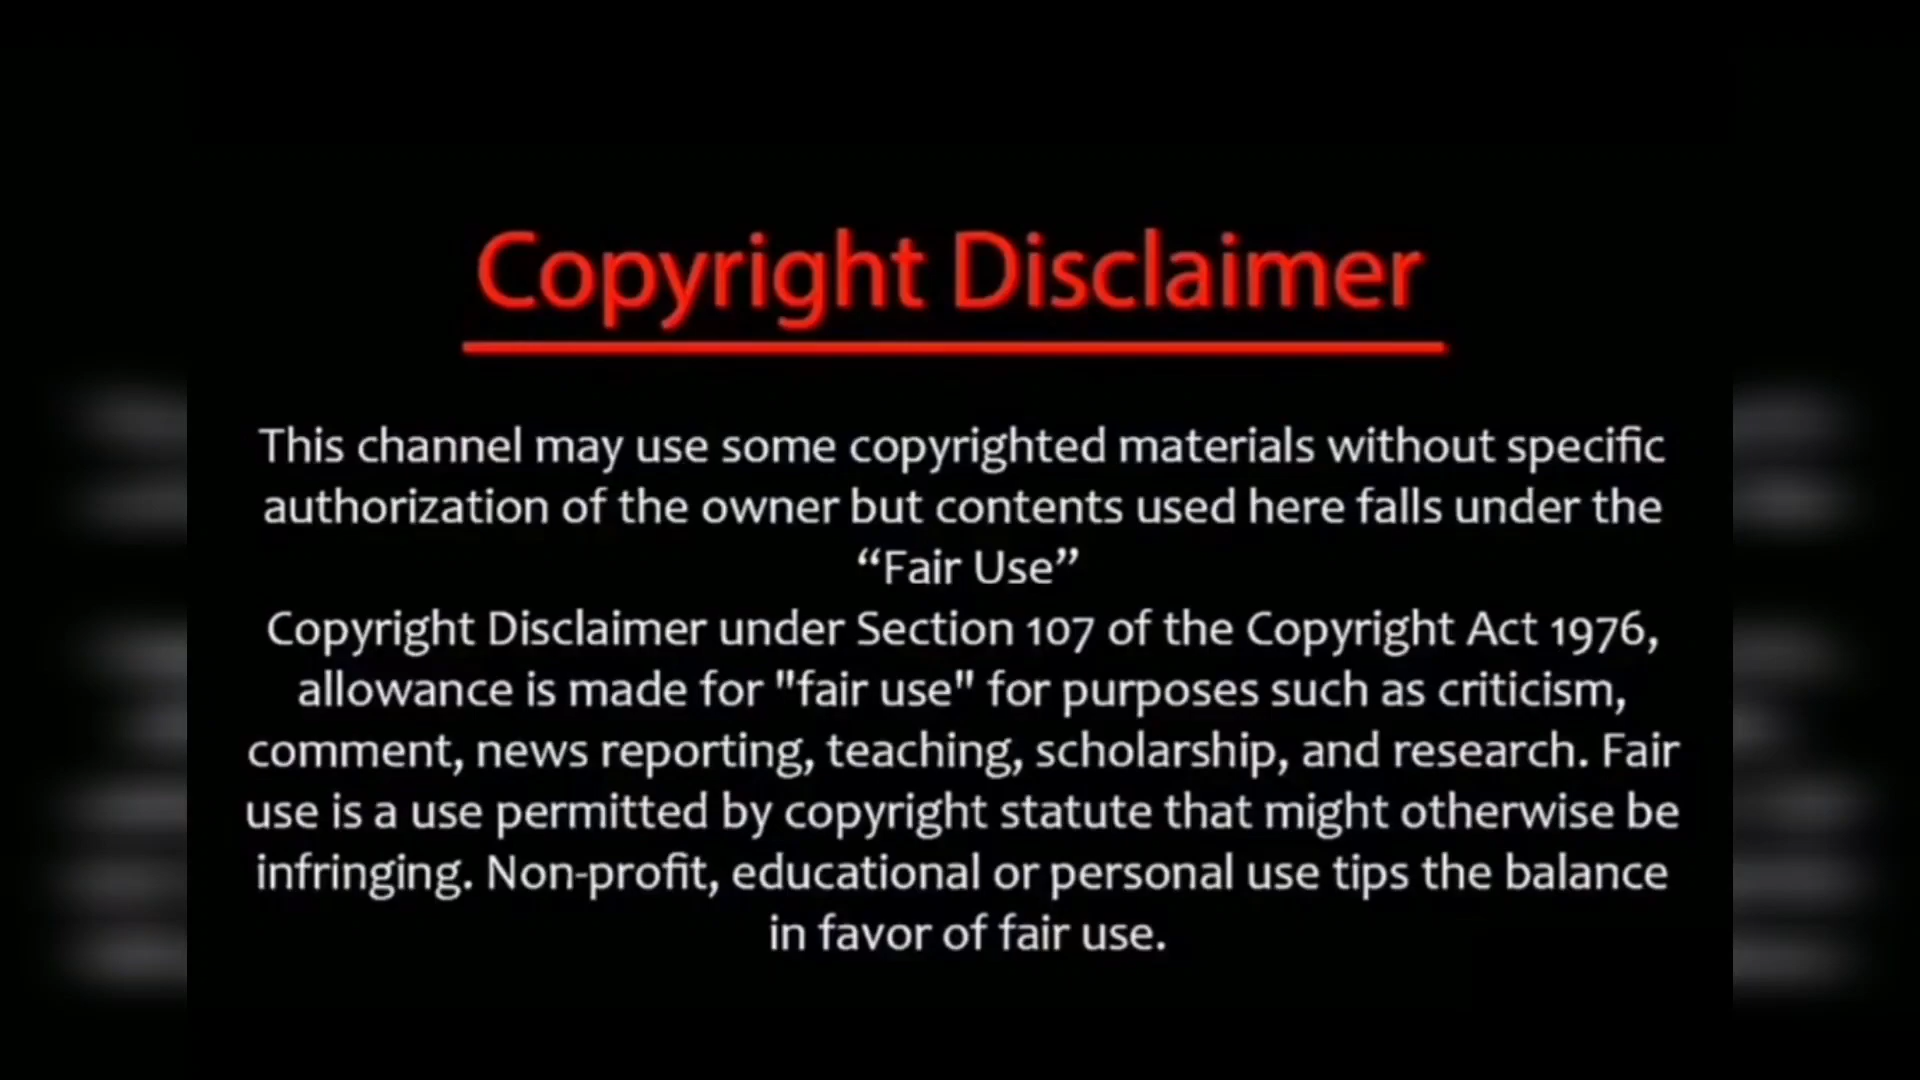 Copyright Disclaimer
This channel may use some copyrighted materials without specific
authorization of the owner but contents used here falls under the
“Fair Use”
Copyright Disclaimer under Section 107 of the Copyright Act 1976,
allowance is made for "fair use" for purposes such as criticism,
comment, news reporting, teaching, scholarship, and research. Fair
use is a use permitted by copyright statute that might otherwise be
infringing. Non-profit, educational or personal use tips the balance
in favor of fair use.